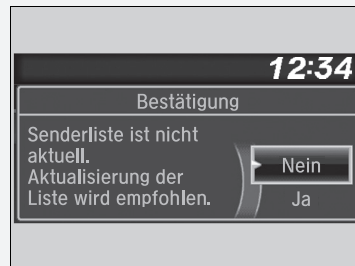 12:34
Bestätigung
Senderliste ist nicht
aktuell.
Aktualisierung der
Liste wird empfohlen.
Nein
Ja